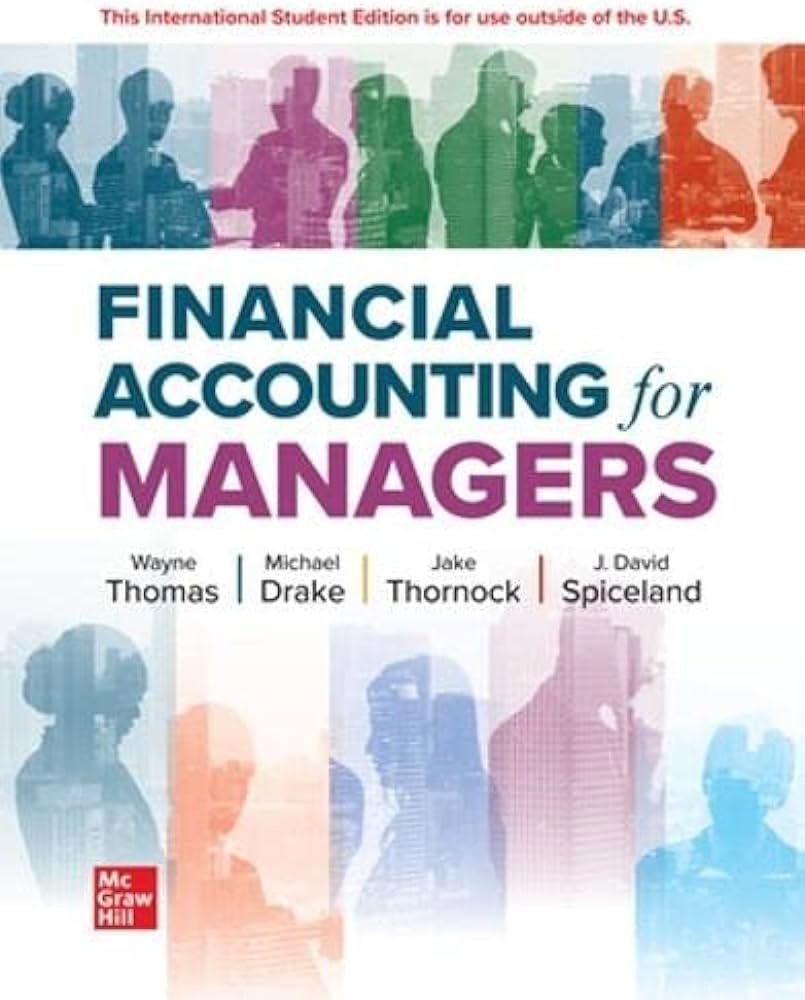 This International Student Edition is for use outside of the U.S.
FINANCIAL
ACCOUNTING for
MANAGERS
Wayne
Thomas
Michael
Drake
Jake
Thornock
J. David
Spiceland
Mc
Graw
Hill